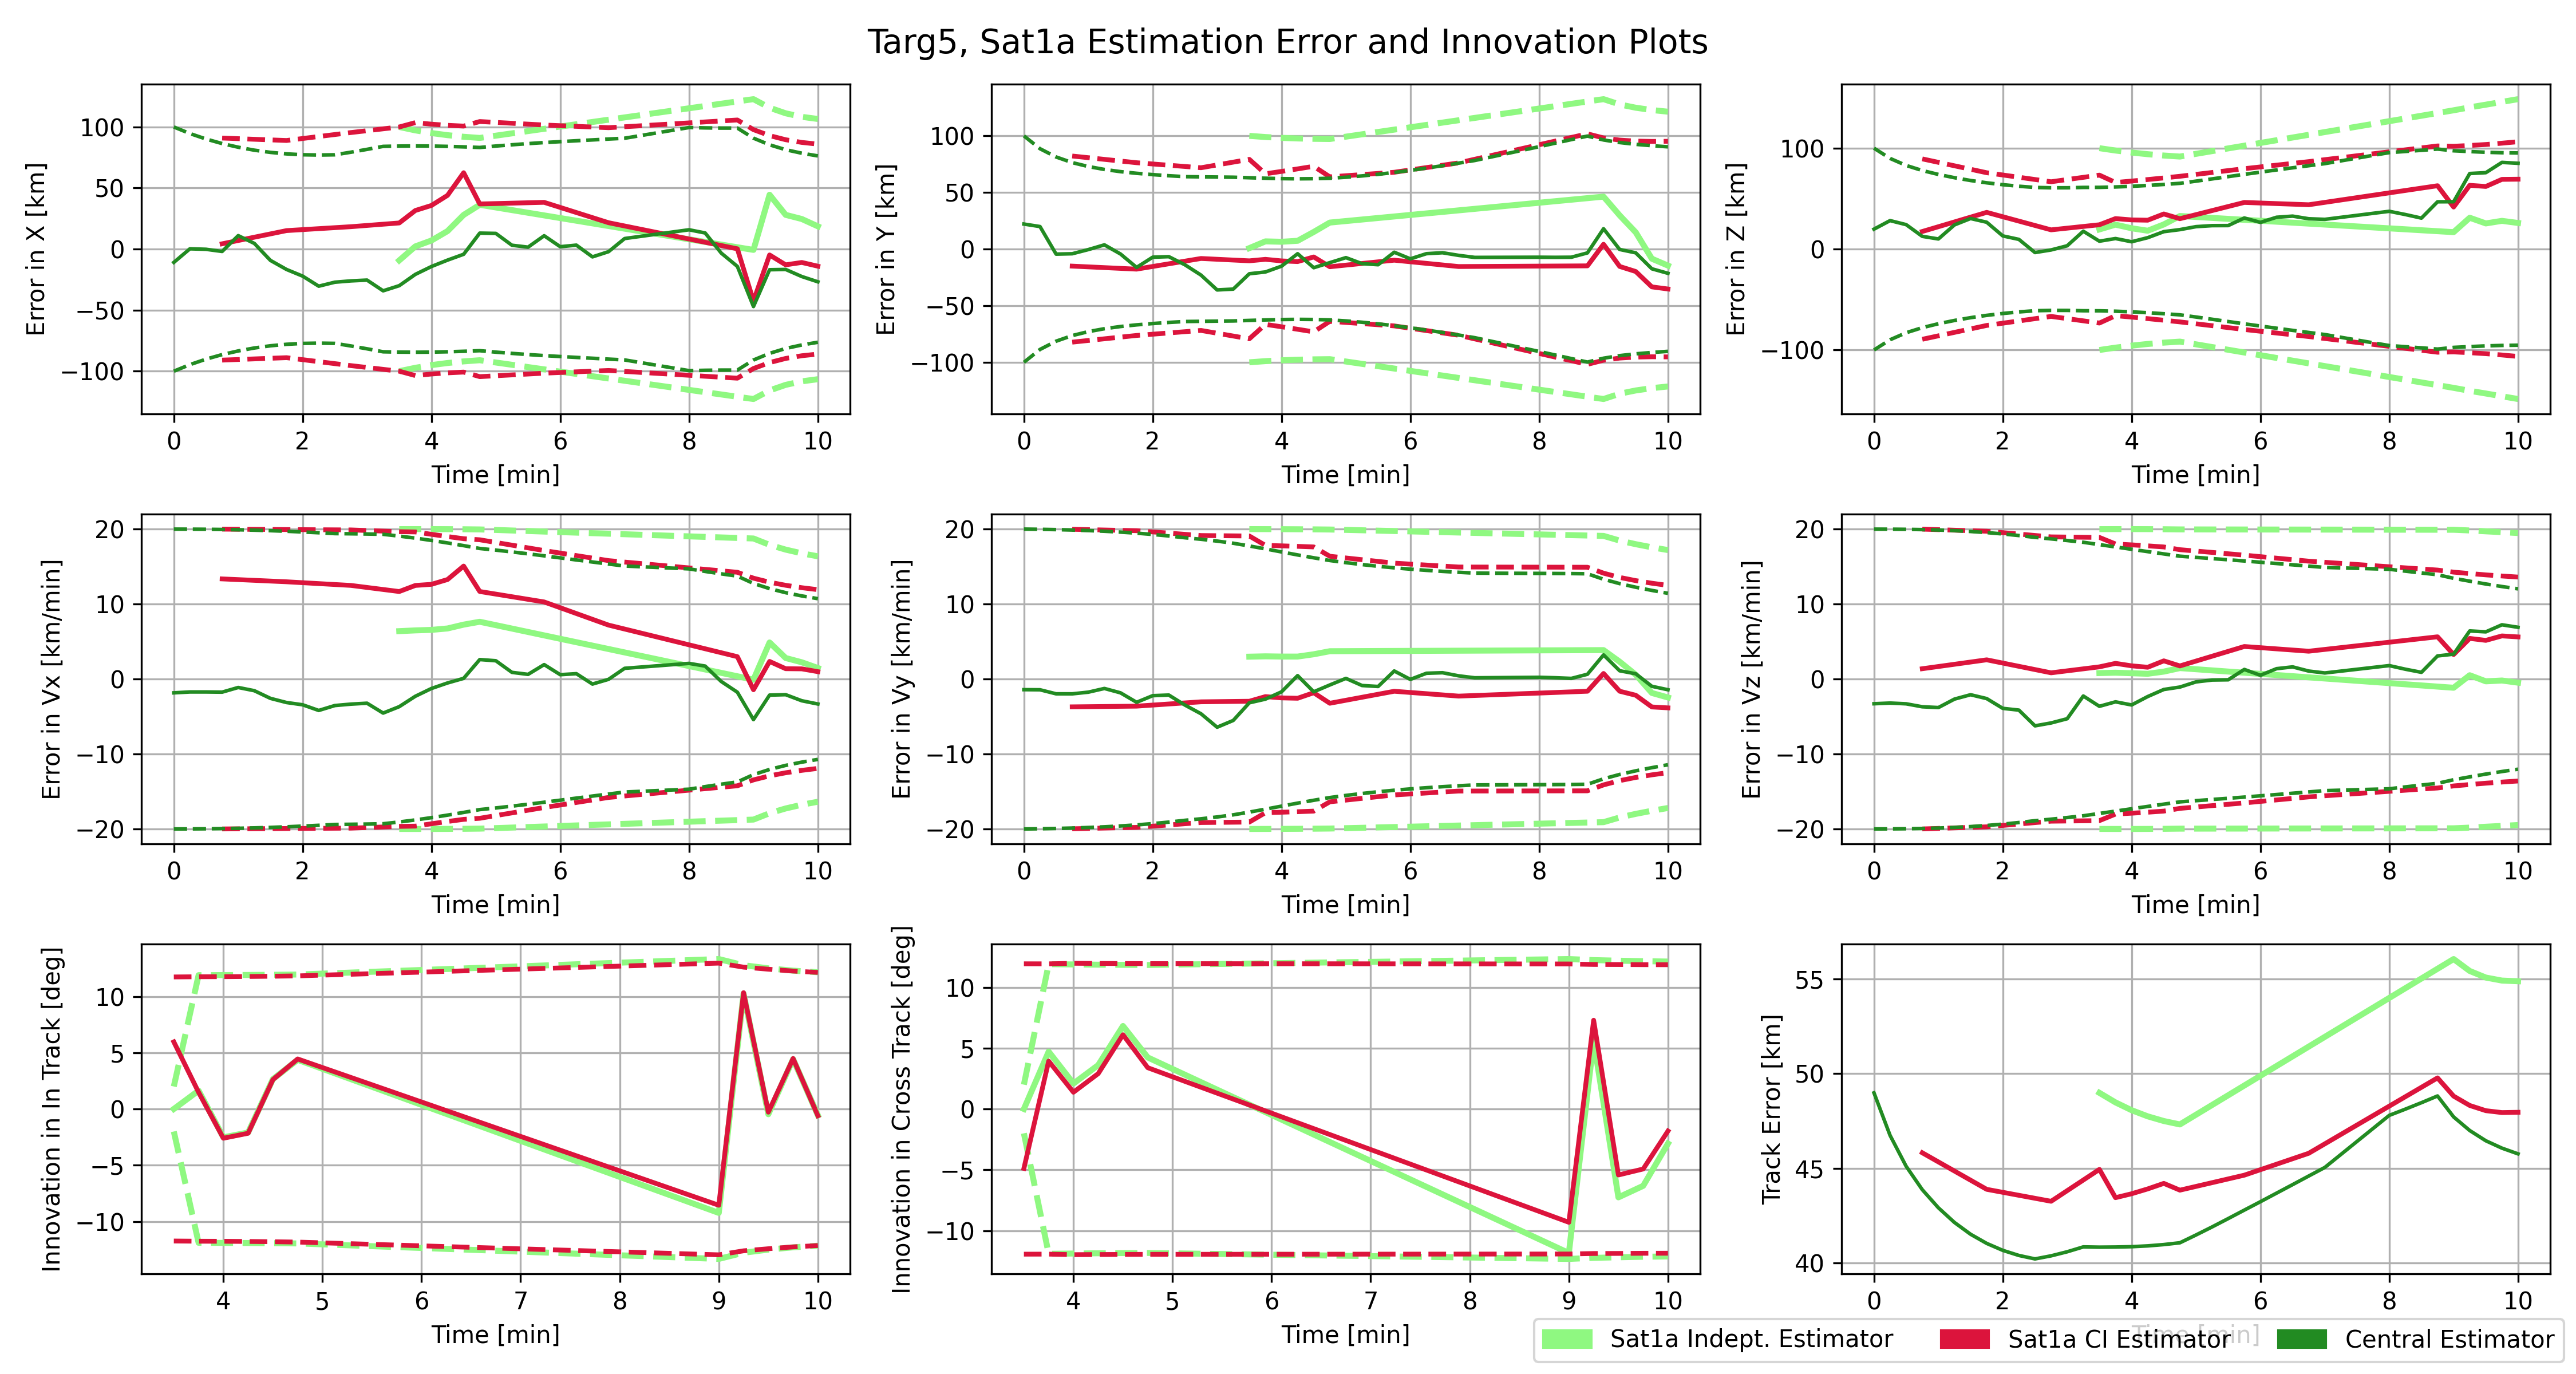 Targ5, Sat1a Estimation Error and Innovation Plots
Error in X [km]
100
50
0
−50
−100
0 2 4 6 8 10
Time [min]
Error in Y [km]
100
50
0
−50
−100
0 2 4 6 8 10
Time [min]
Error in Z [km]
100
0
−100
0 2 4 6 8 10
Time [min]
Error in Vx [km/min]
20
10
0
−10
−20
0 2 4 6 8 10
Time [min]
Error in Vy [km/min]
20
10
0
−10
−20
0 2 4 6 8 10
Time [min]
Error in Vz [km/min]
20
10
0
−10
−20
0 2 4 6 8 10
Time [min]
Innovation in In Track [deg]
10
5
0
−5
−10
4 5 6 7 8 9 10
Time [min]
Innovation in Cross Track [deg]
10
5
0
−5
−10
4 5 6 7 8 9 10
Time [min]
Track Error [km]
55
50
45
40
0 2 4 6 8 10
Time [min]
Sat1a Indept. Estimator
Sat1a CI Estimator
Central Estimator